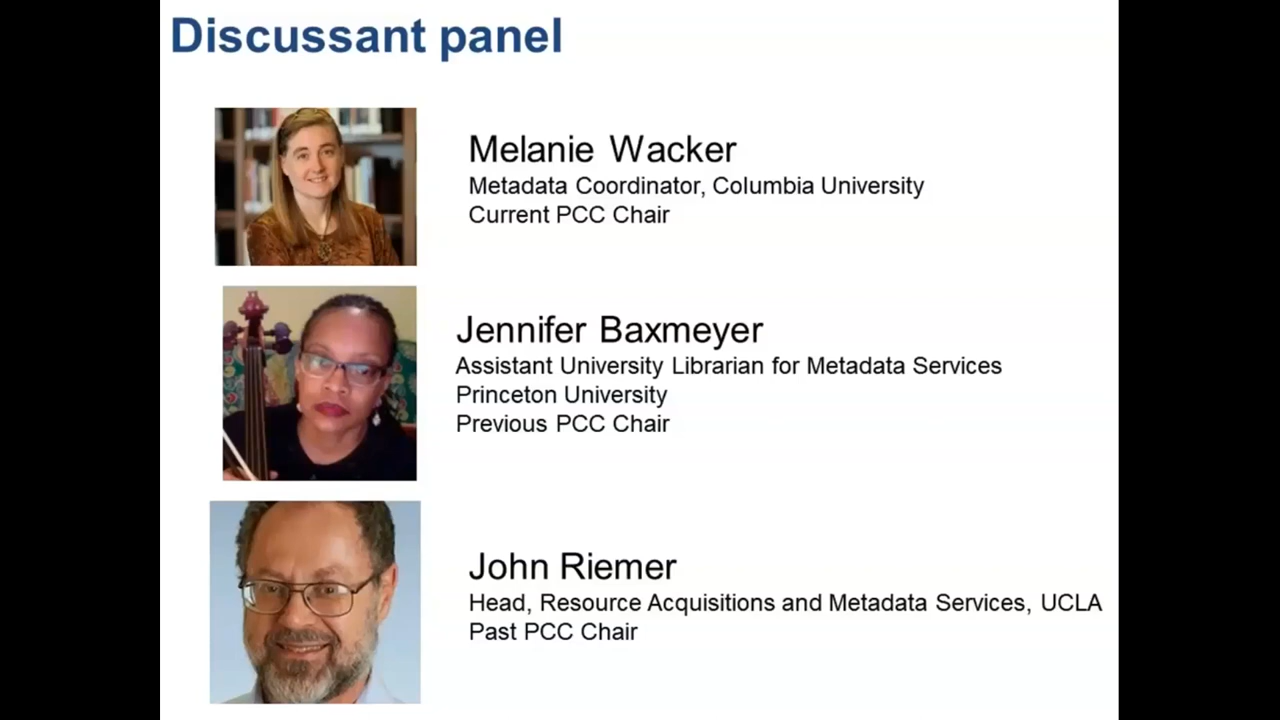 Discussant panel
Melanie Wacker
Metadata Coordinator, Columbia University
Current PCC Chair
Jennifer Baxmeyer
Assistant University Librarian for Metadata Services
Princeton University
Previous PCC Chair
John Riemer
Head, Resource Acquisitions and Metadata Services, UCLA
Past PCC Chair